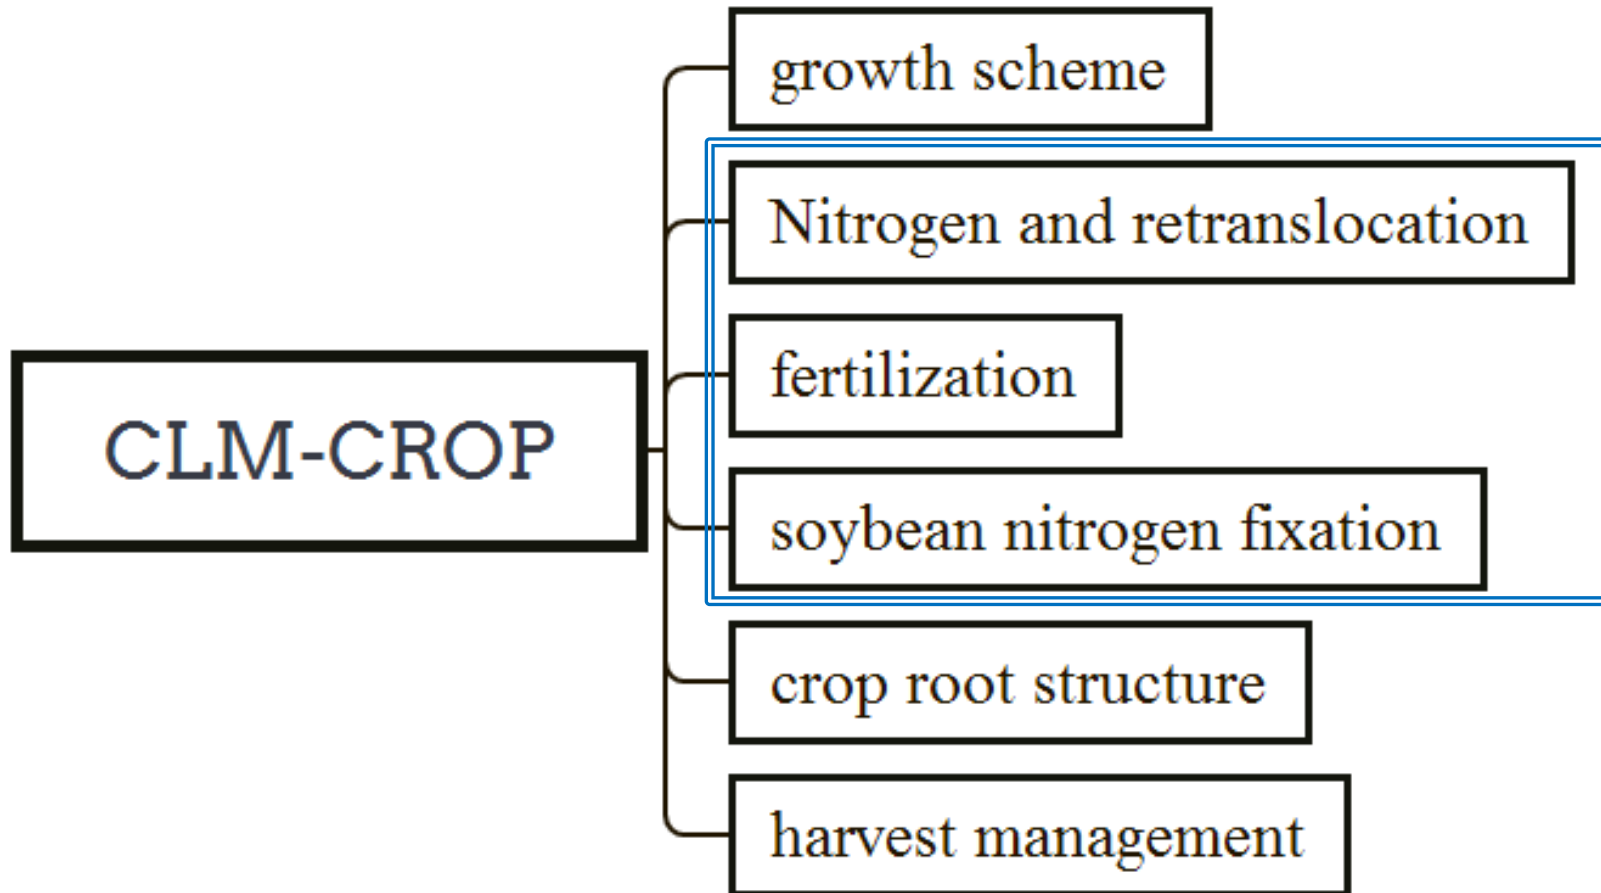 growth scheme
Nitrogen and retranslocation
fertilization
CLM-CROP
soybean nitrogen fixation
crop root structure
harvest management